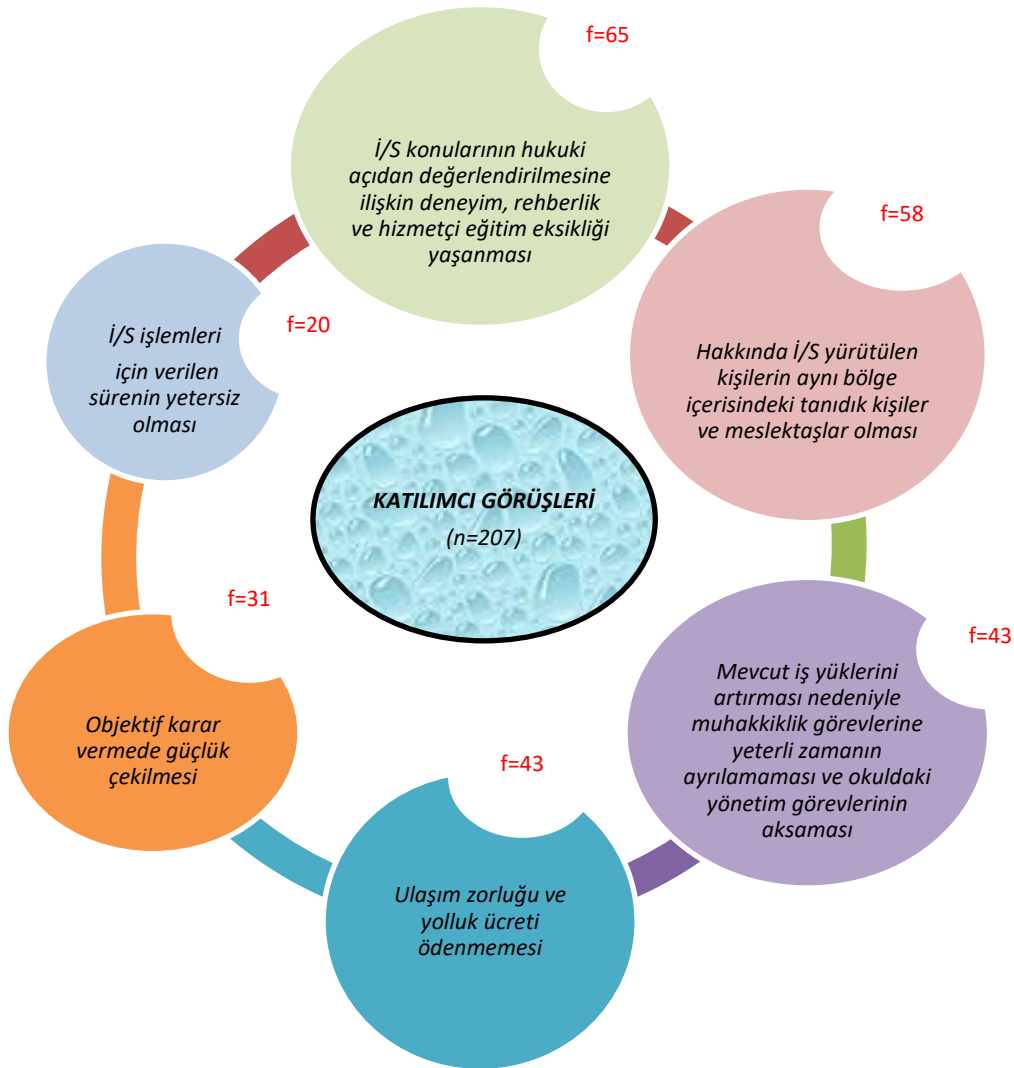 f=65
İ/S konularının hukuki
açıdan değerlendirilmesine
ilişkin deneyim, rehberlik
ve hizmetçi eğitim eksikliği
yaşanması
f=58
Hakkında İ/S yürütülen
kişilerin aynı bölge
içerisindeki tanıdık kişiler
ve meslektaşlar olması
f=43
Mevcut iş yüklerini
artırması nedeniyle
muhakkiklik görevlerine
yeterli zamanın
ayrılamaması ve okuldaki
yönetim görevlerinin
aksaması
f=43
Ulaşım zorluğu ve
yolluk ücreti
ödenmemesi
f=31
Objektif karar
vermede güçlük
çekilmesi
f=20
İ/S işlemleri
için verilen
sürenin yetersiz
olması
KATILIMCI GÖRÜŞLERİ
(n=207)